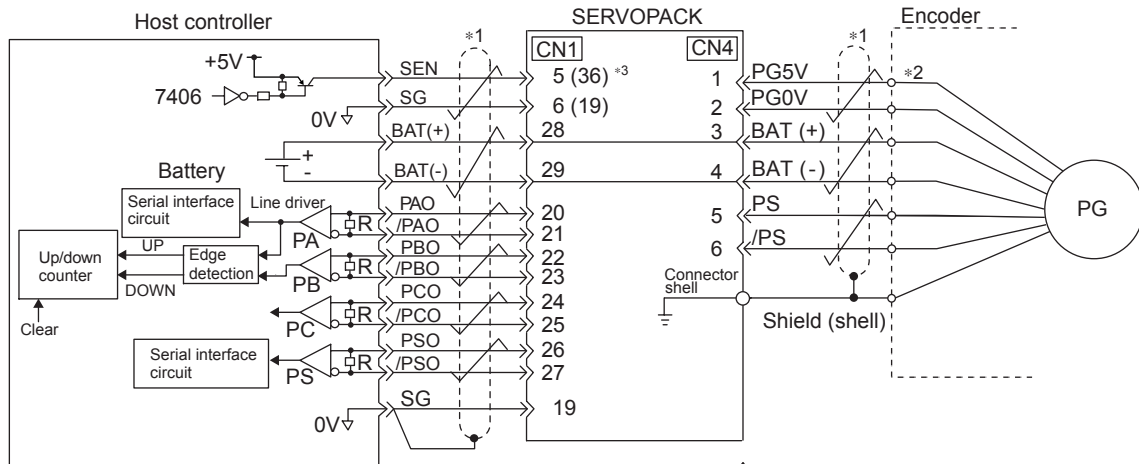 Host controller
SERVOPACK
Encoder
*1
*1
+5V
CN1
CN4
7406
SEN
5 (36) *3
1
PG5V
*2
0V
SG
6 (19)
2
PG0V
BAT(+)
28
3
BAT (+)
+
-
Battery
BAT(-)
29
4
BAT (-)
PG
Serial interface
circuit
Line driver
PA
R
PAO
/PAO
20
21
5
PS
Up/down
counter
UP
DOWN
Edge
detection
PB
R
PBO
/PBO
22
23
6
/PS
Clear
PC
R
PCO
/PCO
24
25
Connector
shell
Shield (shell)
Serial interface
circuit
PS
R
PSO
/PSO
26
27
0V
SG
19